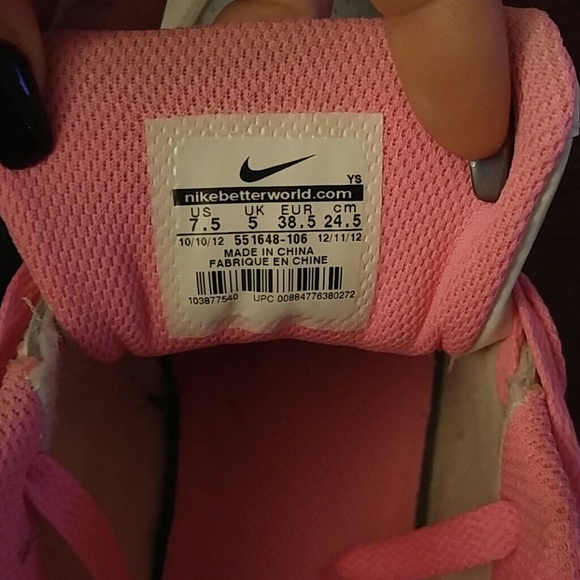 YS
nikebetterworld.com
US UK EUR cm
7.5 5 38.5 24.5
10/10/12 551648-106 12/11/12
MADE IN CHINA
FABRIQUE EN CHINE
103877540 UPC 00884776380272